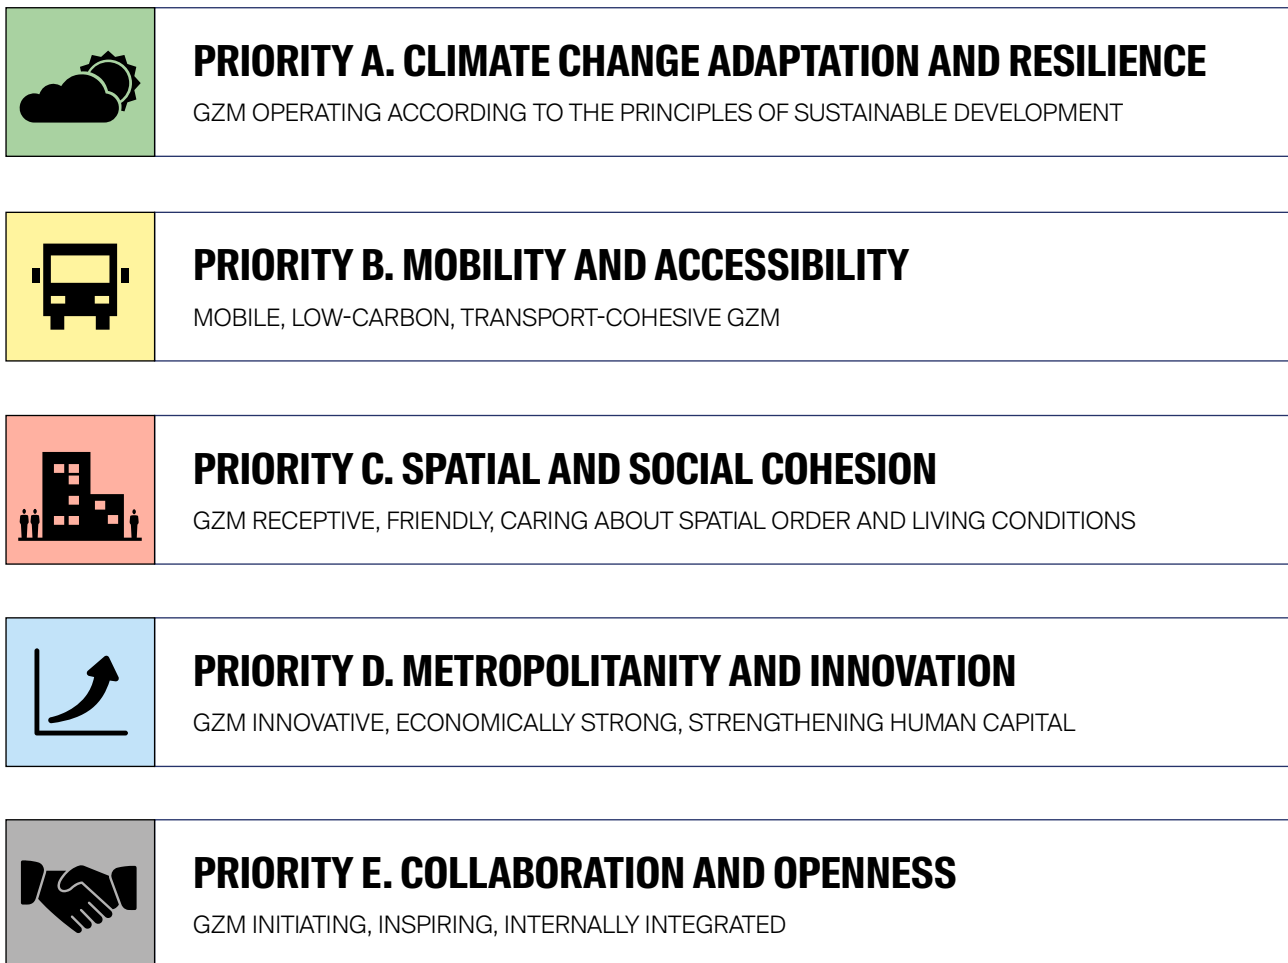 PRIORITY A. CLIMATE CHANGE ADAPTATION AND RESILIENCE
GZM OPERATING ACCORDING TO THE PRINCIPLES OF SUSTAINABLE DEVELOPMENT
PRIORITY B. MOBILITY AND ACCESSIBILITY
MOBILE, LOW-CARBON, TRANSPORT-COHESIVE GZM
PRIORITY C. SPATIAL AND SOCIAL COHESION
GZM RECEPTIVE, FRIENDLY, CARING ABOUT SPATIAL ORDER AND LIVING CONDITIONS
PRIORITY D. METROPOLITANITY AND INNOVATION
GZM INNOVATIVE, ECONOMICALLY STRONG, STRENGTHENING HUMAN CAPITAL
PRIORITY E. COLLABORATION AND OPENNESS
GZM INITIATING, INSPIRING, INTERNALLY INTEGRATED